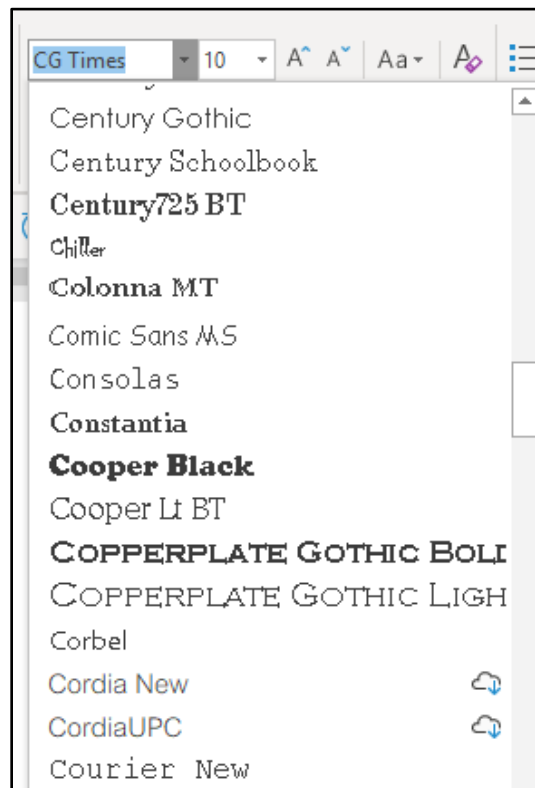 CG Times 10 A A Aa A
Century Gothic
Century Schoolbook
Century725 BT
Chiller
Colonna MT
Comic Sans MS
Consolas
Constantia
Cooper Black
Cooper Lt BT
COPPERPLATE GOTHIC BOLD
COPPERPLATE GOTHIC LIGH
Corbel
Cordia New
CordiaUPC
Courier New